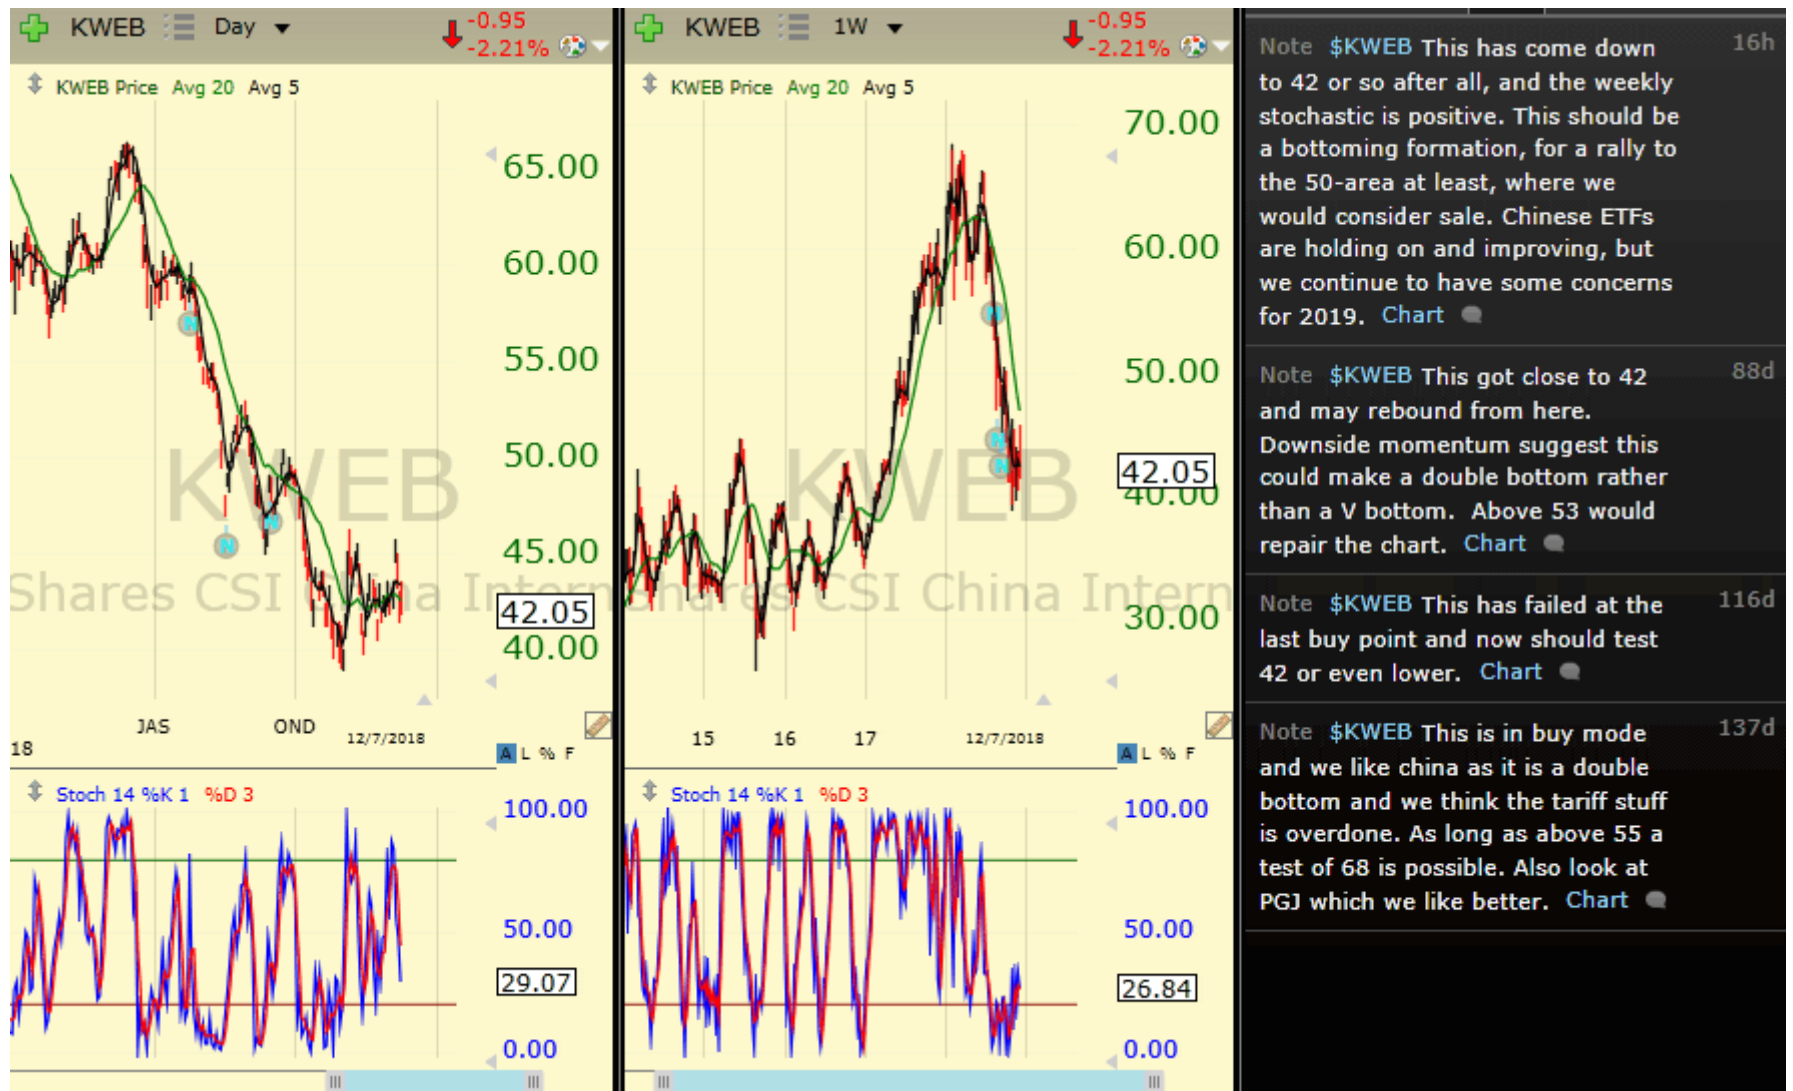 KWEB Day -0.95
-2.21%
KWEB Price Avg 20 Avg 5
65.00
60.00
55.00
50.00
45.00
42.05
40.00
KWEB
Shares CSI China Intern
JAS OND 12/7/2018
18
A L % F
Stoch 14 %K 1 %D 3
100.00
50.00
29.07
0.00
KWEB 1W -0.95
-2.21%
KWEB Price Avg 20 Avg 5
70.00
60.00
50.00
42.05
40.00
30.00
KWEB
Shares CSI China Intern
15 16 17 12/7/2018
A L % F
Stoch 14 %K 1 %D 3
100.00
50.00
26.84
0.00
Note $KWEB This has come down 16h
to 42 or so after all, and the weekly
stochastic is positive. This should be
a bottoming formation, for a rally to
the 50-area at least, where we
would consider sale. Chinese ETFs
are holding on and improving, but
we continue to have some concerns
for 2019. Chart
Note $KWEB This got close to 42 88d
and may rebound from here.
Downside momentum suggest this
could make a double bottom rather
than a V bottom. Above 53 would
repair the chart. Chart
Note $KWEB This has failed at the 116d
last buy point and now should test
42 or even lower. Chart
Note $KWEB This is in buy mode 137d
and we like china as it is a double
bottom and we think the tariff stuff
is overdone. As long as above 55 a
test of 68 is possible. Also look at
PGJ which we like better. Chart